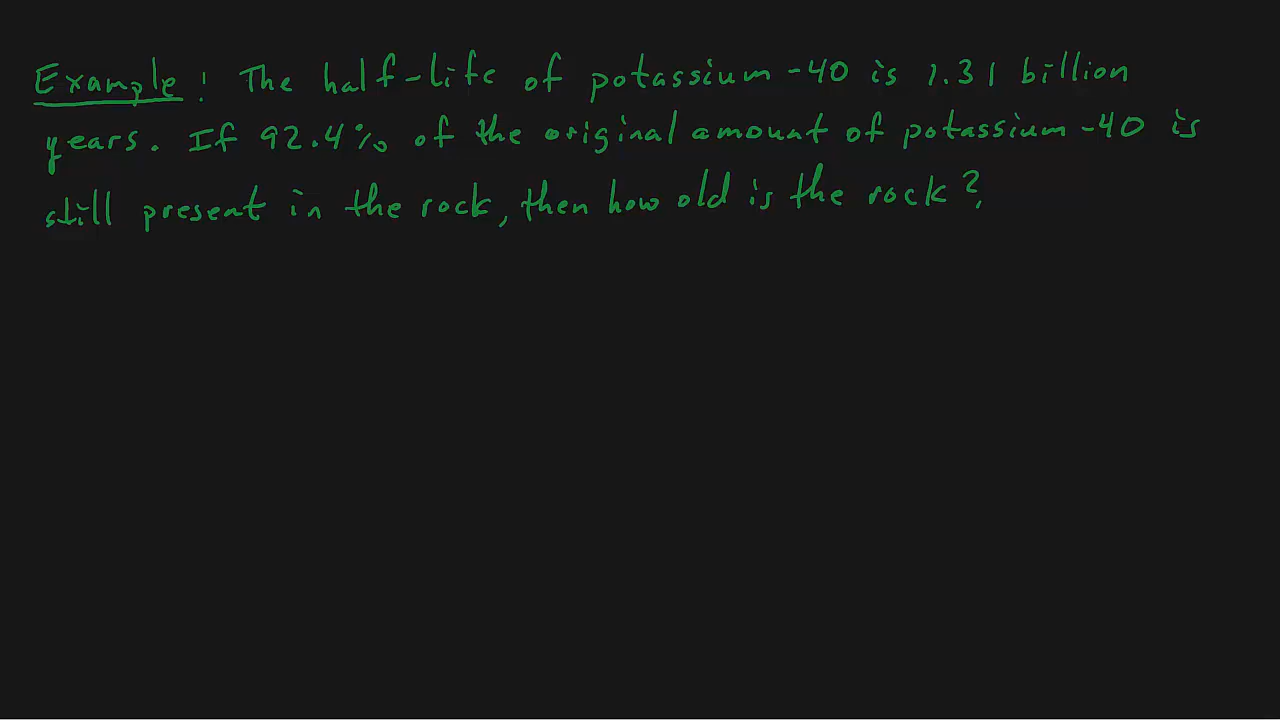 Example: The half-life of potassium-40 is 1.31 billion
years. If 92.4% of the original amount of potassium-40 is
still present in the rock, then how old is the rock?